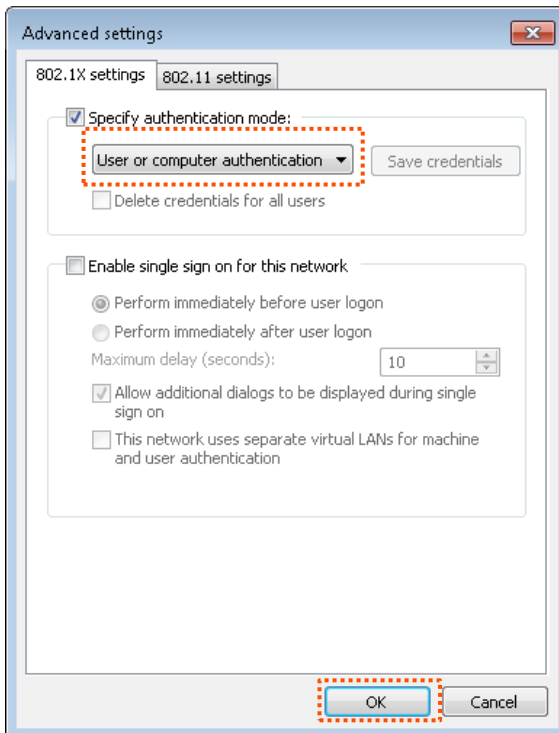 Advanced settings
802.1X settings
802.11 settings
Specify authentication mode:
User or computer authentication
Save credentials
Delete credentials for all users
Enable single sign on for this network
Perform immediately before user logon
Perform immediately after user logon
Maximum delay (seconds):
10
Allow additional dialogs to be displayed during single
sign on
This network uses separate virtual LANs for machine
and user authentication
OK
Cancel